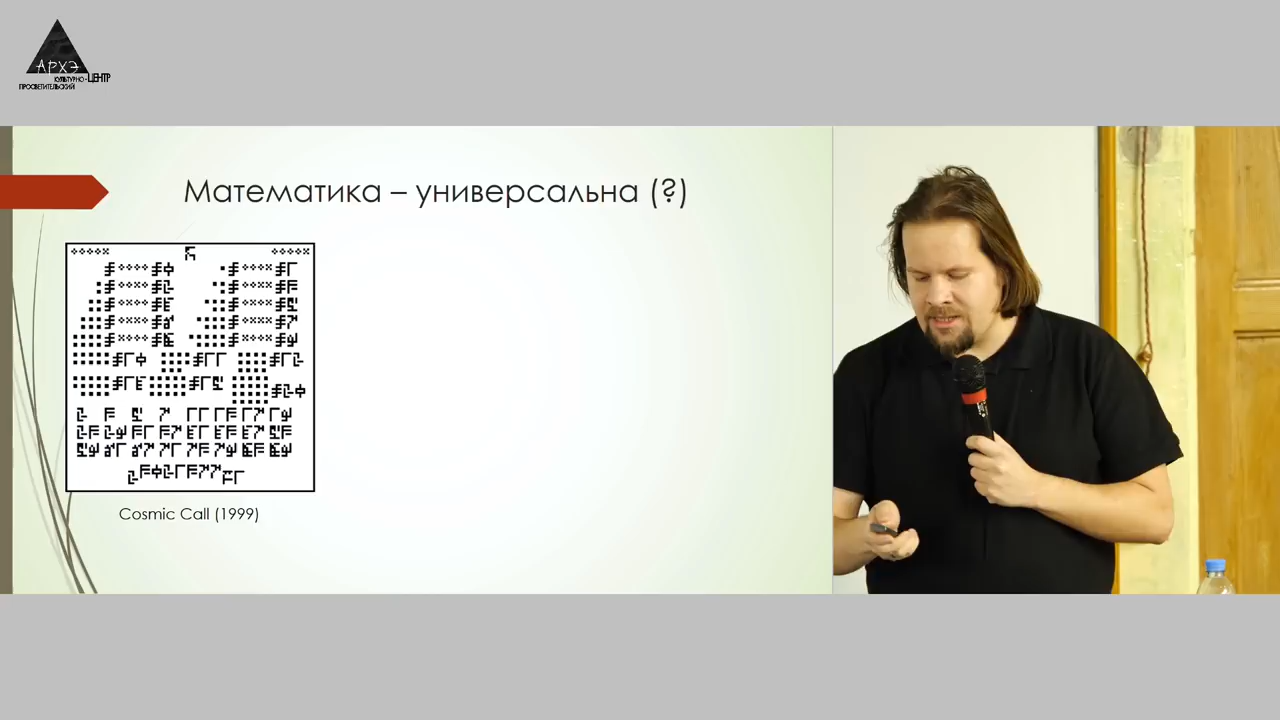 АРХЭ
КУЛЬТУРНО-
ПРОСВЕТИТЕЛЬСКИЙ ЦЕНТР
Математика – универсальна (?)
Cosmic Call (1999)